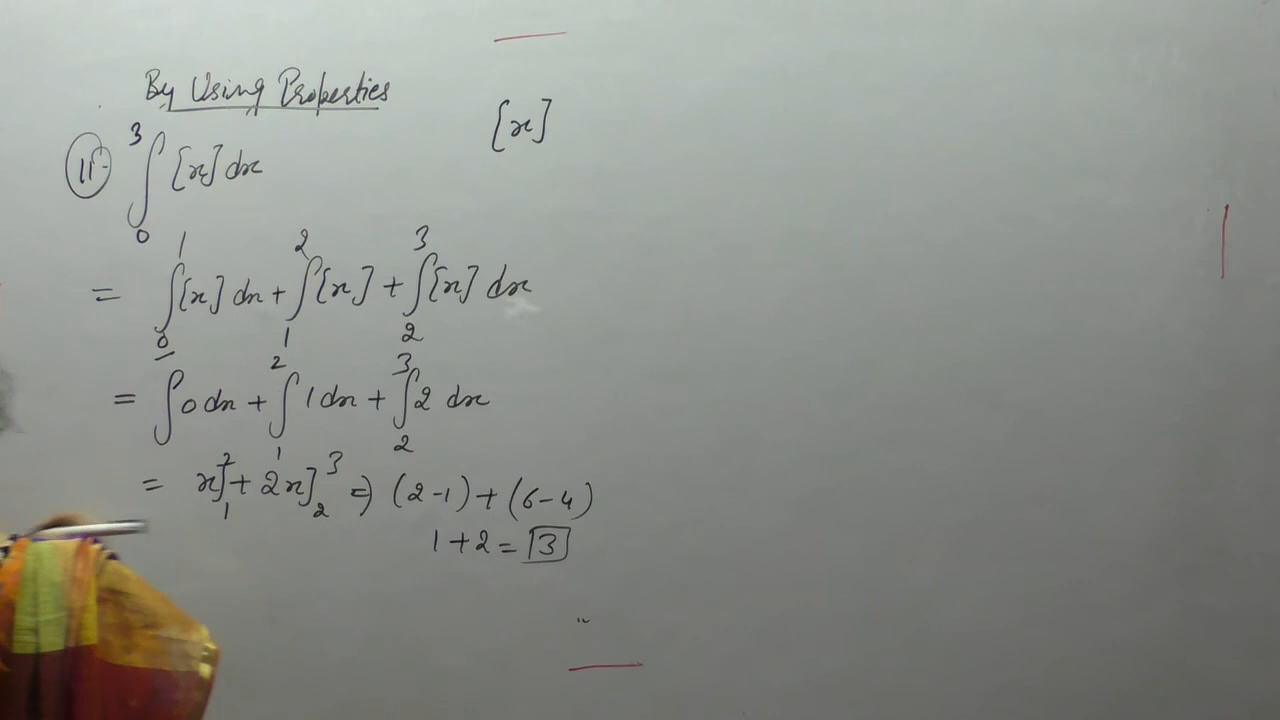 By Using Properties
[x]
11. ∫₀³ [x] dx
= ∫₀¹ [x] dx + ∫₁² [x] + ∫₂³ [x] dx
= ∫ 0 dx + ∫₁² 1 dx + ∫₂³ 2 dx
= x]₁² + 2x]₂³ ⇒ (2-1) + (6-4)
1 + 2 = 3